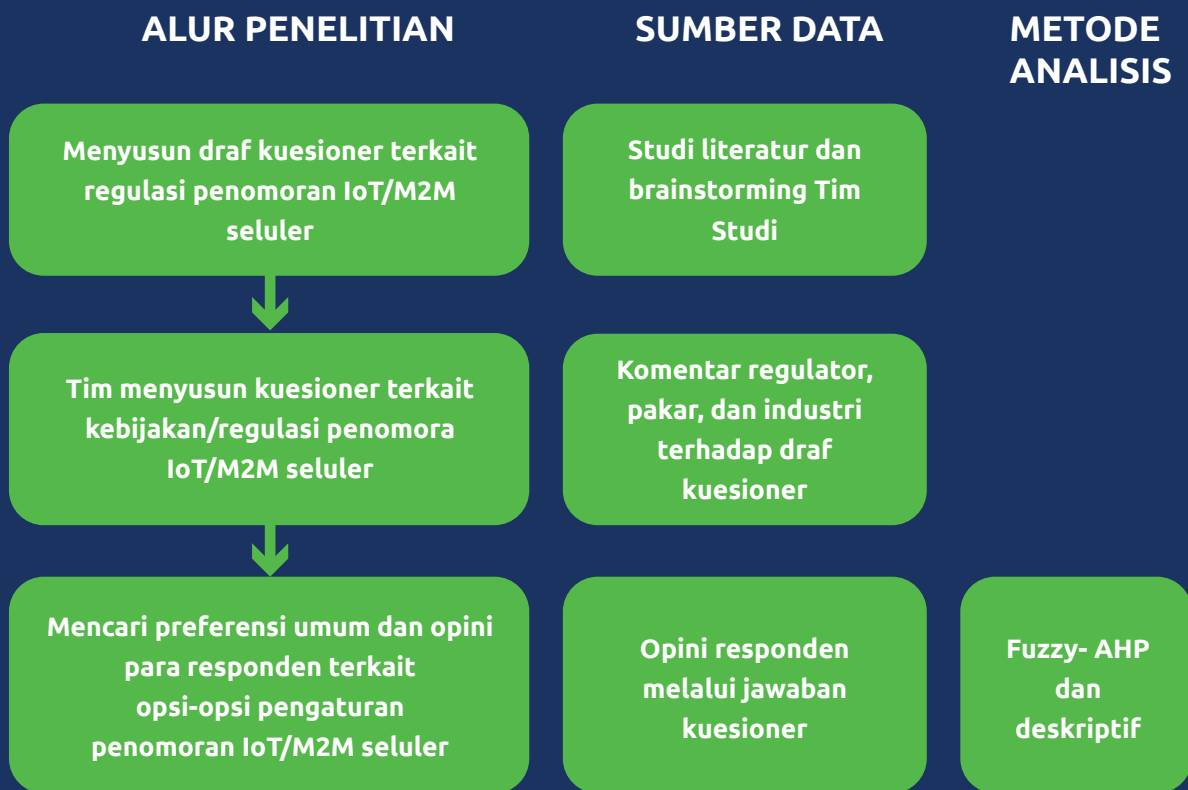 ALUR PENELITIAN
SUMBER DATA
METODE
ANALISIS
Menyusun draf kuesioner terkait
regulasi penomoran IoT/M2M
seluler
Studi literatur dan
brainstorming Tim
Studi
Tim menyusun kuesioner terkait
kebijakan/regulasi penomora
IoT/M2M seluler
Komentar regulator,
pakar, dan industri
terhadap draf
kuesioner
Mencari preferensi umum dan opini
para responden terkait
opsi-opsi pengaturan
penomoran IoT/M2M seluler
Opini responden
melalui jawaban
kuesioner
Fuzzy- AHP
dan
deskriptif